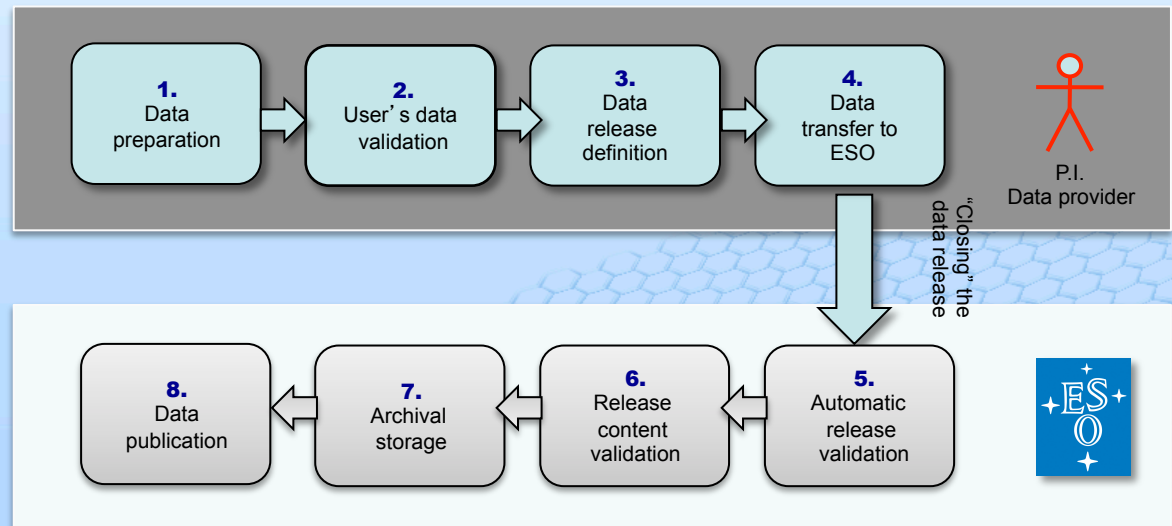 1.
Data
preparation
2.
User's data
validation
3.
Data
release
definition
4.
Data
transfer to
ESO
P.I.
Data provider
"Closing" the
data release
5.
Automatic
release
validation
6.
Release
content
validation
7.
Archival
storage
8.
Data
publication
ES
O